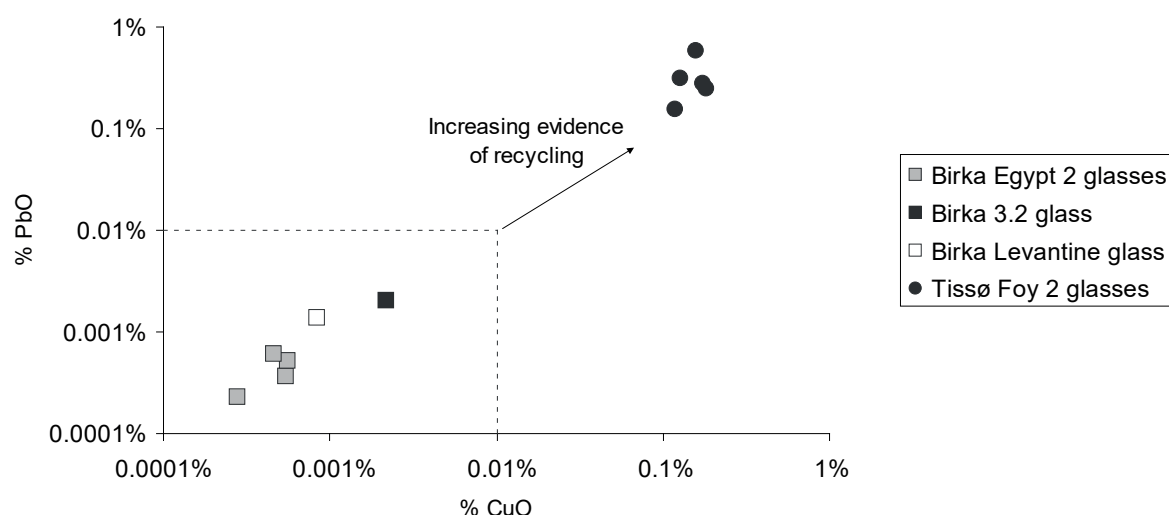 1%
0.1%
0.01%
0.001%
0.0001%
% PbO
Increasing evidence
of recycling
0.0001%
0.001%
0.01%
0.1%
1%
% CuO
Birka Egypt 2 glasses
Birka 3.2 glass
Birka Levantine glass
Tissø Foy 2 glasses